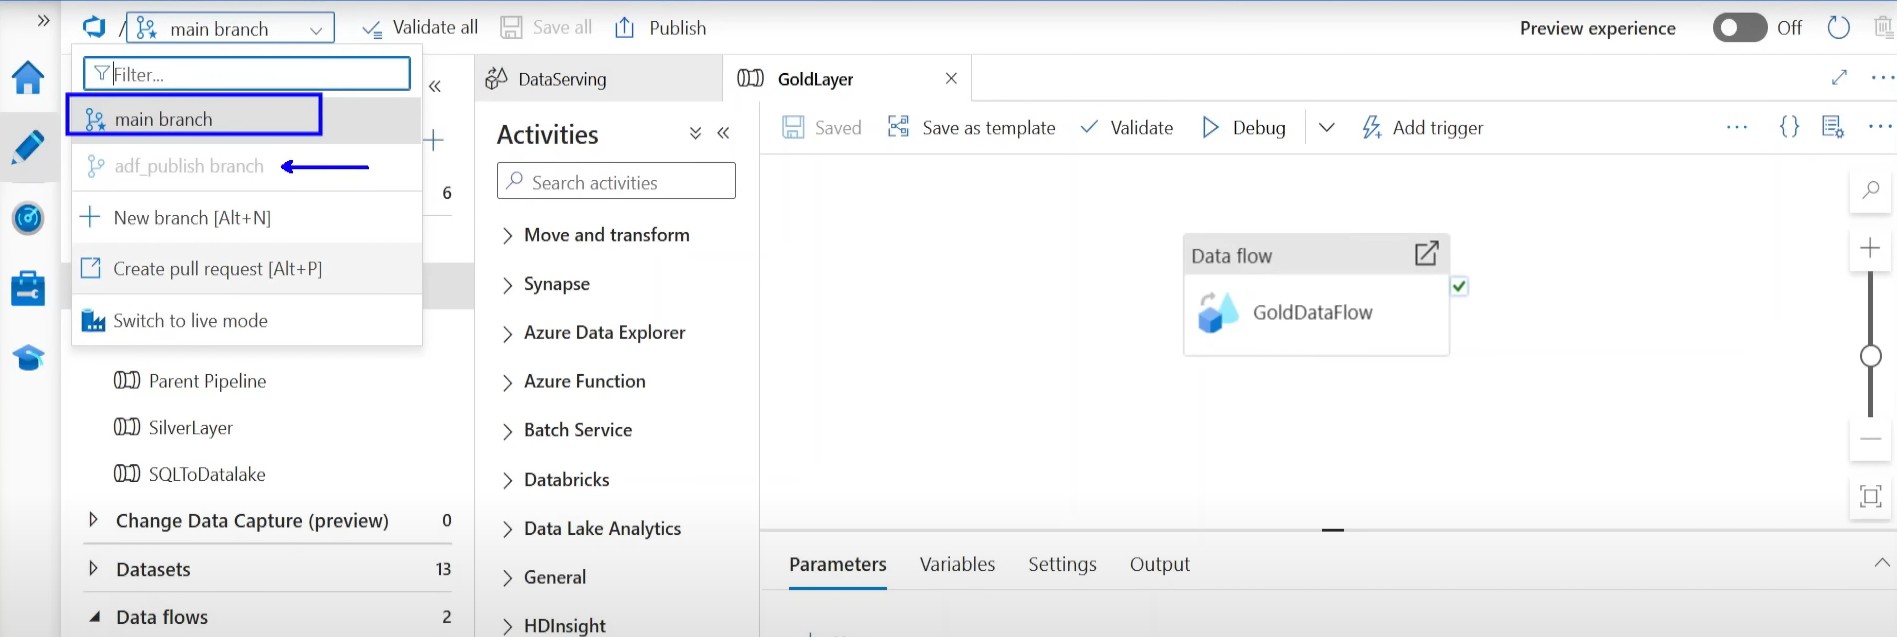 / main branch
Validate all
Save all
Publish
Preview experience
Off
Filter...
main branch
adf_publish branch
New branch [Alt+N]
Create pull request [Alt+P]
Switch to live mode
6
Parent Pipeline
SilverLayer
SQLToDatalake
Change Data Capture (preview) 0
Datasets 13
Data flows 2
DataServing
GoldLayer
Activities
Search activities
Move and transform
Synapse
Azure Data Explorer
Azure Function
Batch Service
Databricks
Data Lake Analytics
General
HDInsight
Saved
Save as template
Validate
Debug
Add trigger
{}
Data flow
GoldDataFlow
Parameters
Variables
Settings
Output